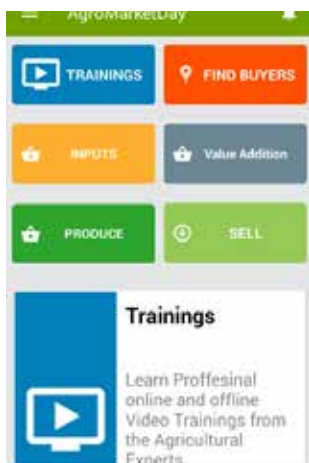 AgroMarketDay
TRAININGS
FIND BUYERS
INPUTS
Value Addition
PRODUCE
SELL
Trainings
Learn Proffesinal
online and offline
Video Trainings from
the Agricultural
Experts